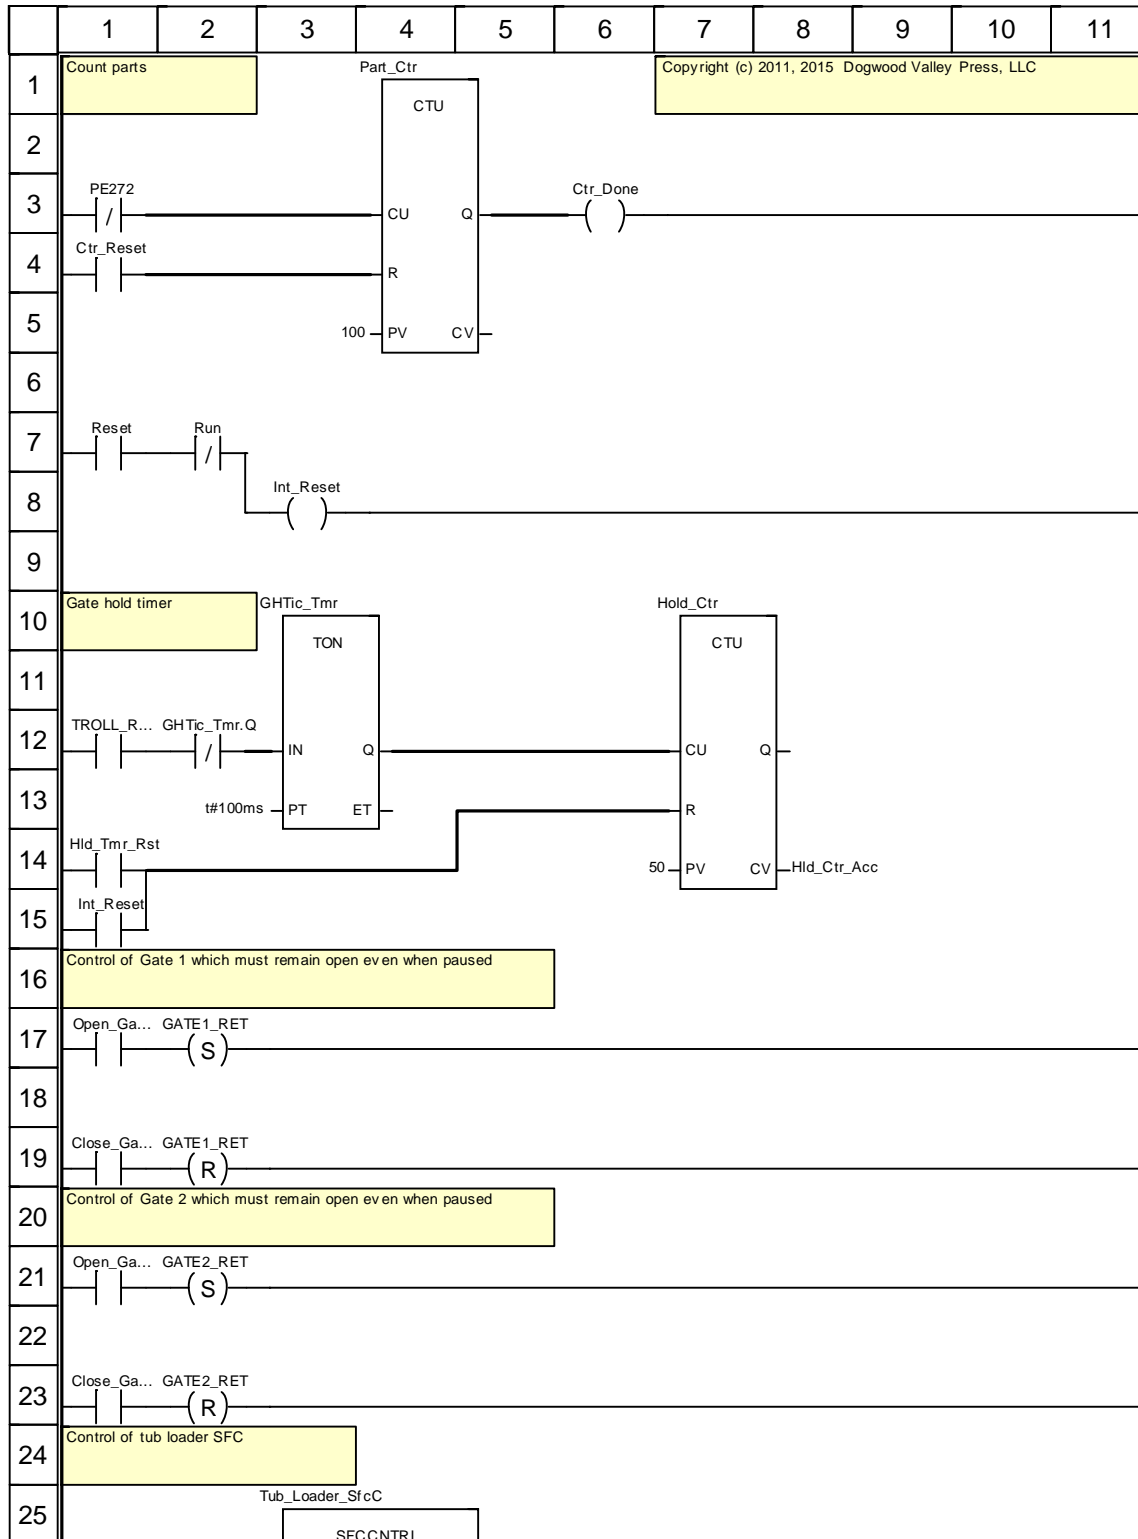 1 2 3 4 5 6 7 8 9 10 11
1 Count parts Part_Ctr Copyright (c) 2011, 2015 Dogwood Valley Press, LLC
CTU
2
PE272 Ctr_Done
3 / CU Q
Ctr_Reset
4 R
5 100 PV CV
6
Reset Run
7 /
Int_Reset
8
9
10 Gate hold timer GHTic_Tmr Hold_Ctr
TON CTU
11
TROLL_R... GHTic_Tmr.Q
12 / IN Q CU Q
13 t#100ms PT ET R
Hld_Tmr_Rst
14 50 PV CV Hld_Ctr_Acc
Int_Reset
15
16 Control of Gate 1 which must remain open even when paused
Open_Ga... GATE1_RET
17 S
18
Close_Ga... GATE1_RET
19 R
20 Control of Gate 2 which must remain open even when paused
Open_Ga... GATE2_RET
21 S
22
Close_Ga... GATE2_RET
23 R
24 Control of tub loader SFC
Tub_Loader_SfcC
25
SFCCNTRL